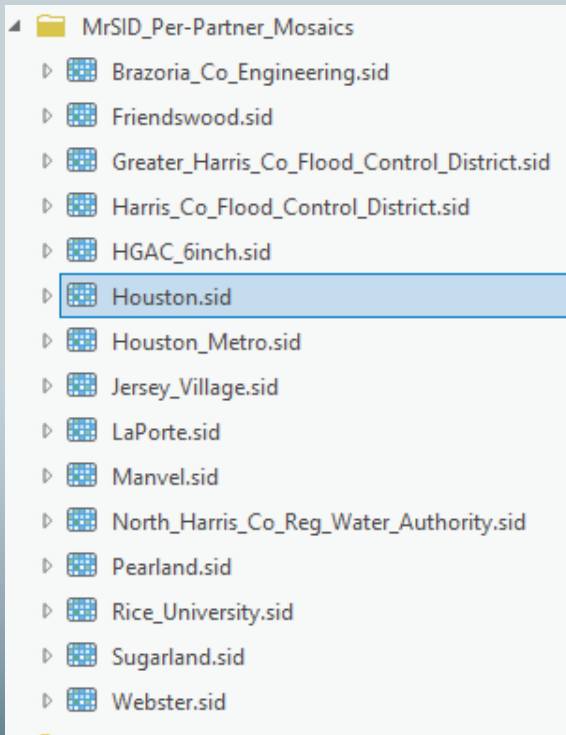 MrSID_Per-Partner_Mosaics
Brazoria_Co_Engineering.sid
Friendswood.sid
Greater_Harris_Co_Flood_Control_District.sid
Harris_Co_Flood_Control_District.sid
HGAC_6inch.sid
Houston.sid
Houston_Metro.sid
Jersey_Village.sid
LaPorte.sid
Manvel.sid
North_Harris_Co_Reg_Water_Authority.sid
Pearland.sid
Rice_University.sid
Sugarland.sid
Webster.sid